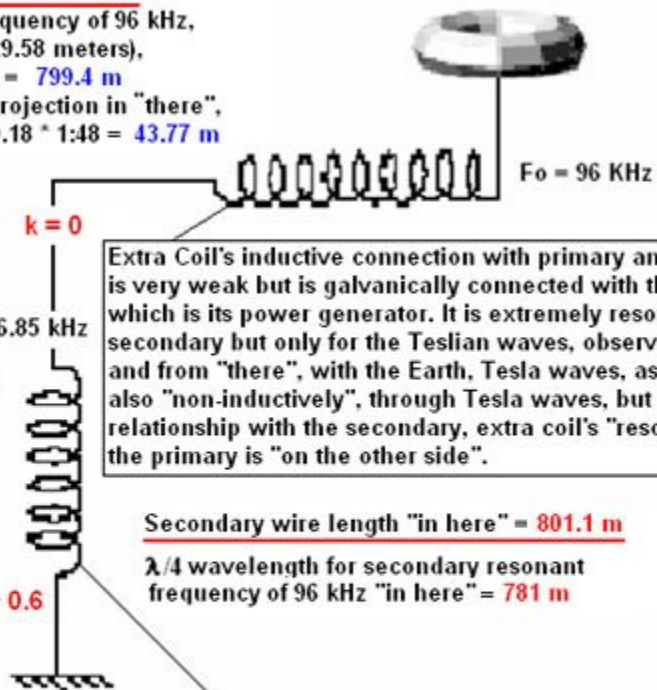 quency of 96 kHz,
9.58 meters),
= 799.4 m
rojection in "there",
.18 * 1:48 = 43.77 m
Fo = 96 KHz
k = 0
Extra Coil's inductive connection with primary an
is very weak but is galvanically connected with th
which is its power generator. It is extremely reso
secondary but only for the Teslian waves, observ
and from "there", with the Earth, Tesla waves, as
also "non-inductively", through Tesla waves, but
relationship with the secondary, extra coil's "reso
the primary is "on the other side".
6.85 kHz
Secondary wire length "in here" = 801.1 m
λ/4 wavelength for secondary resonant
frequency of 96 kHz "in here" = 781 m
0.6